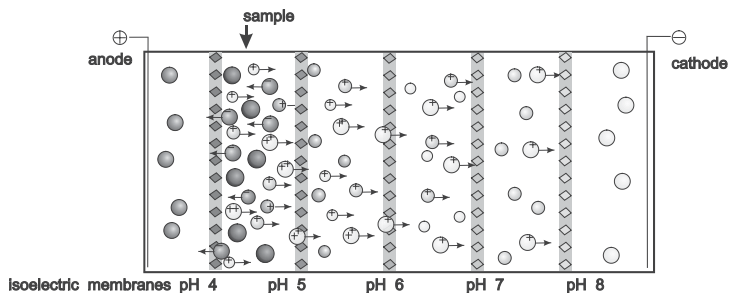 sample
⊕
⊖
anode
cathode
isoelectric membranes pH 4 pH 5 pH 6 pH 7 pH 8